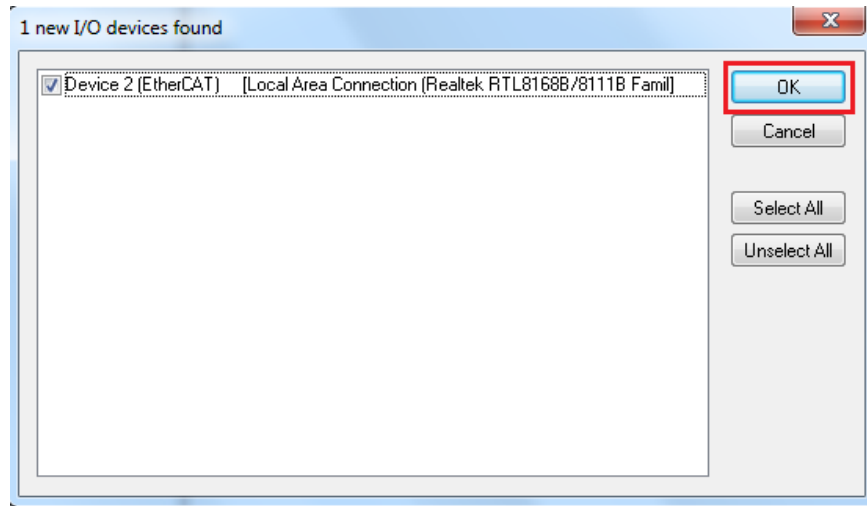 1 new I/O devices found
Device 2 (EtherCAT) [Local Area Connection (Realtek RTL8168B/8111B Famil]
OK
Cancel
Select All
Unselect All